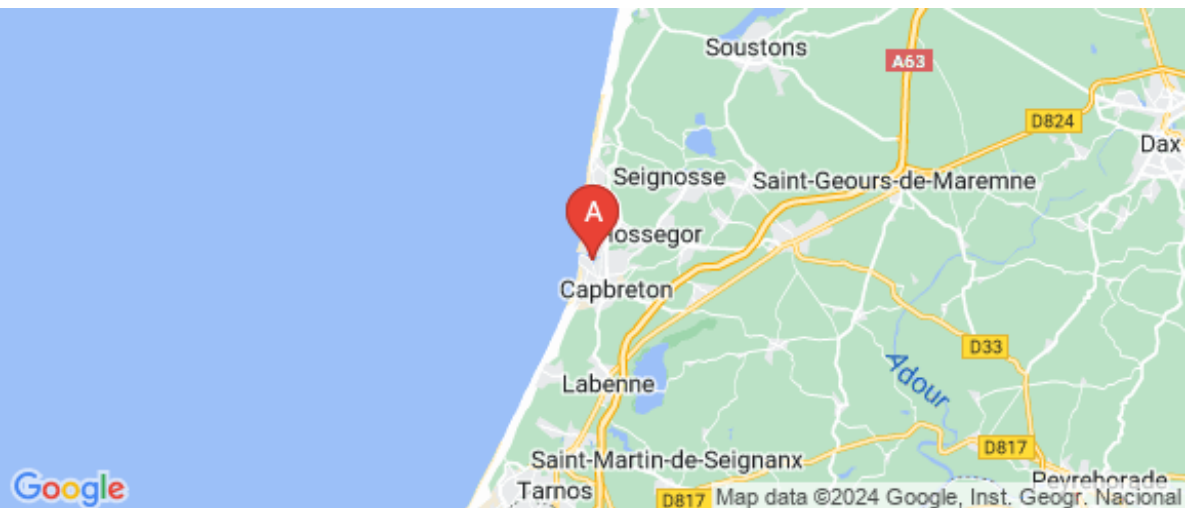 Soustons
A63
D824
Dax
Seignosse
Saint-Geours-de-Maremne
A
Hossegor
Capbreton
D33
Adour
Labenne
D817
Saint-Martin-de-Seignanx
Peyrehorade
Tarnos
D817
Google
Map data ©2024 Google, Inst. Geogr. Nacional